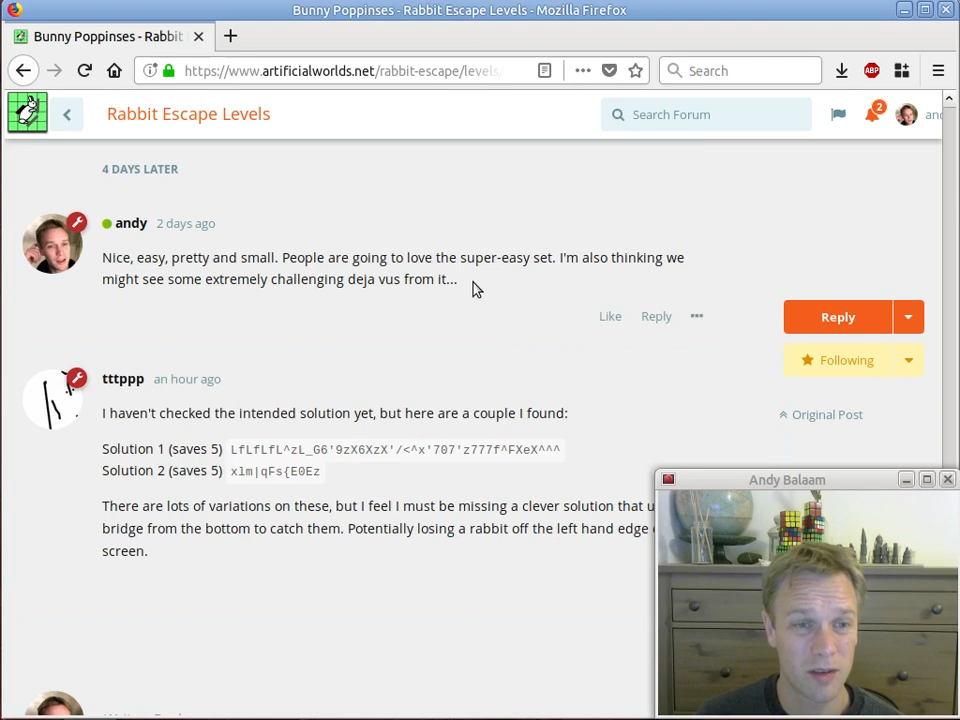 Bunny Poppinses - Rabbit Escape Levels - Mozilla Firefox
Bunny Poppinses - Rabbit
https://www.artificialworlds.net/rabbit-escape/levels/
ABP
Search
Rabbit Escape Levels
Search Forum
2
4 DAYS LATER
andy 2 days ago
Nice, easy, pretty and small. People are going to love the super-easy set. I'm also thinking we
might see some extremely challenging deja vus from it...
Like Reply
Reply
Following
tttppp an hour ago
Original Post
I haven't checked the intended solution yet, but here are a couple I found:
Solution 1 (saves 5) LfLfLfL^zL_G6'9zX6XzX'/<^x'707'z777f^FXeX^^^
Solution 2 (saves 5) xlm|qFs{E0Ez
Andy Balaam
There are lots of variations on these, but I feel I must be missing a clever solution that
bridge from the bottom to catch them. Potentially losing a rabbit off the left hand edge
screen.